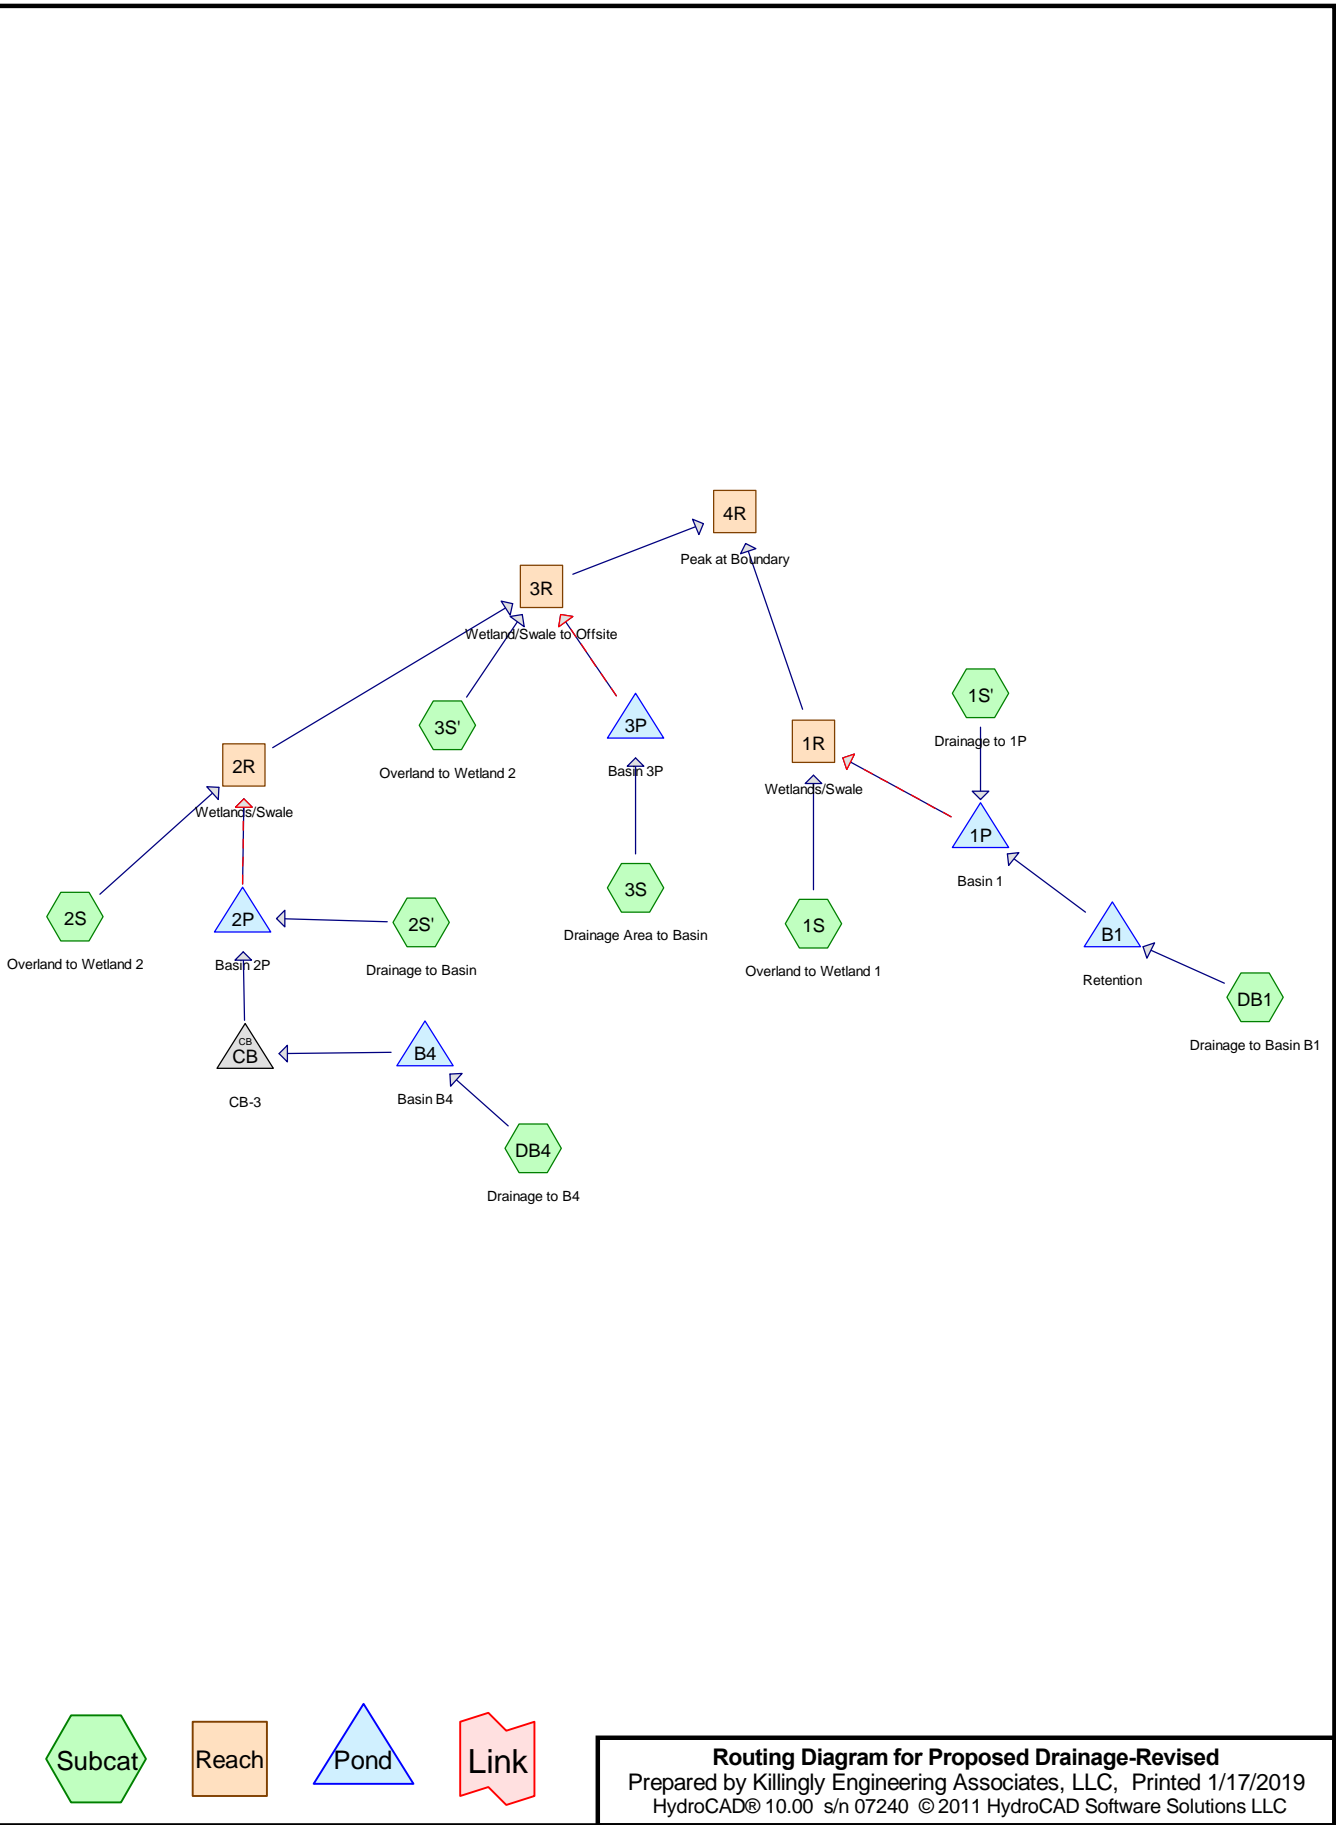 4R
Peak at Boundary
3R
Wetland/Swale to Offsite
1S'
Drainage to 1P
3S'
Overland to Wetland 2
3P
Basin 3P
1R
Wetlands/Swale
2R
Wetlands/Swale
1P
Basin 1
3S
Drainage Area to Basin
2S
Overland to Wetland 2
2P
Basin 2P
2S'
Drainage to Basin
1S
Overland to Wetland 1
B1
Retention
DB1
Drainage to Basin B1
CB
CB
CB-3
B4
Basin B4
DB4
Drainage to B4
Subcat
Reach
Pond
Link
Routing Diagram for Proposed Drainage-Revised
Prepared by Killingly Engineering Associates, LLC, Printed 1/17/2019
HydroCAD® 10.00 s/n 07240 © 2011 HydroCAD Software Solutions LLC